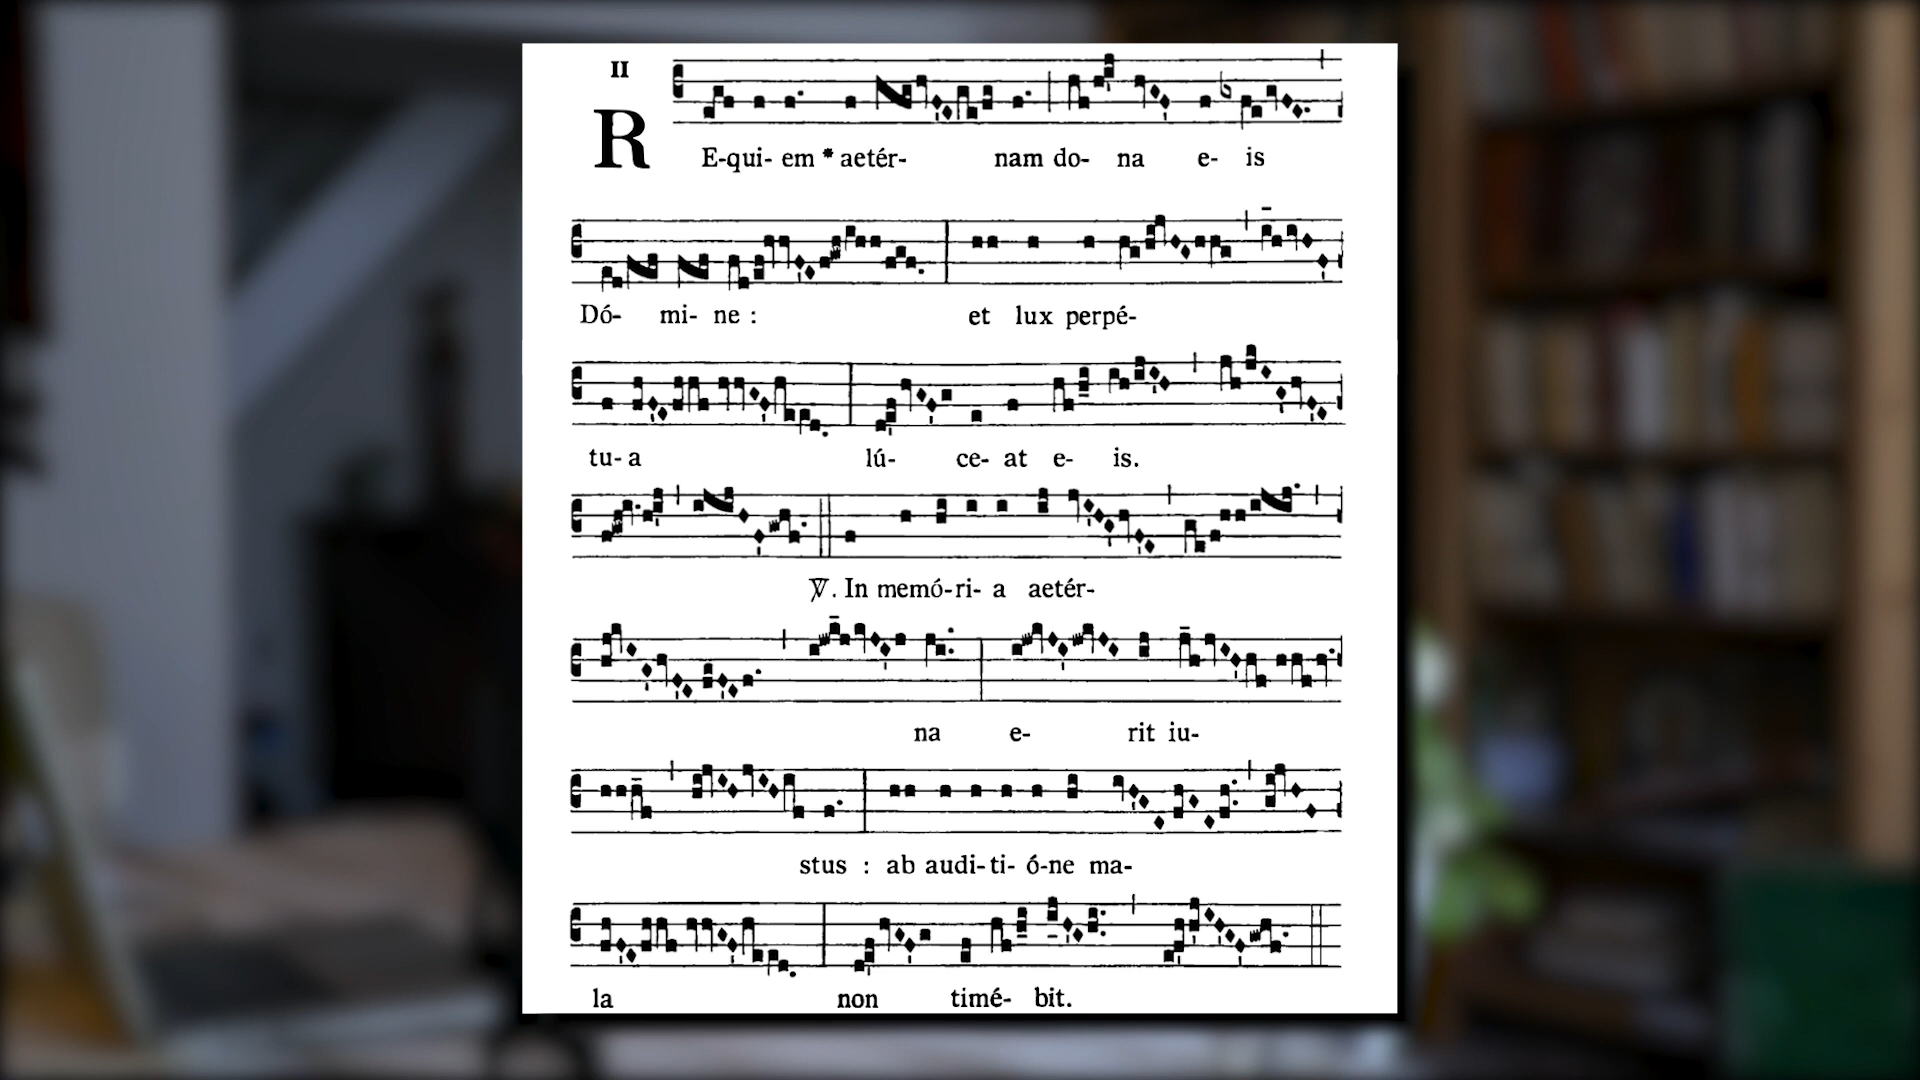 II
R E-qui- em * aetér- nam do- na e- is
Dó- mi- ne : et lux perpé-
tu- a lú- ce- at e- is.
℣. In memó-ri- a aetér-
na e- rit iu-
stus : ab audi-ti- ó-ne ma-
la non timé- bit.